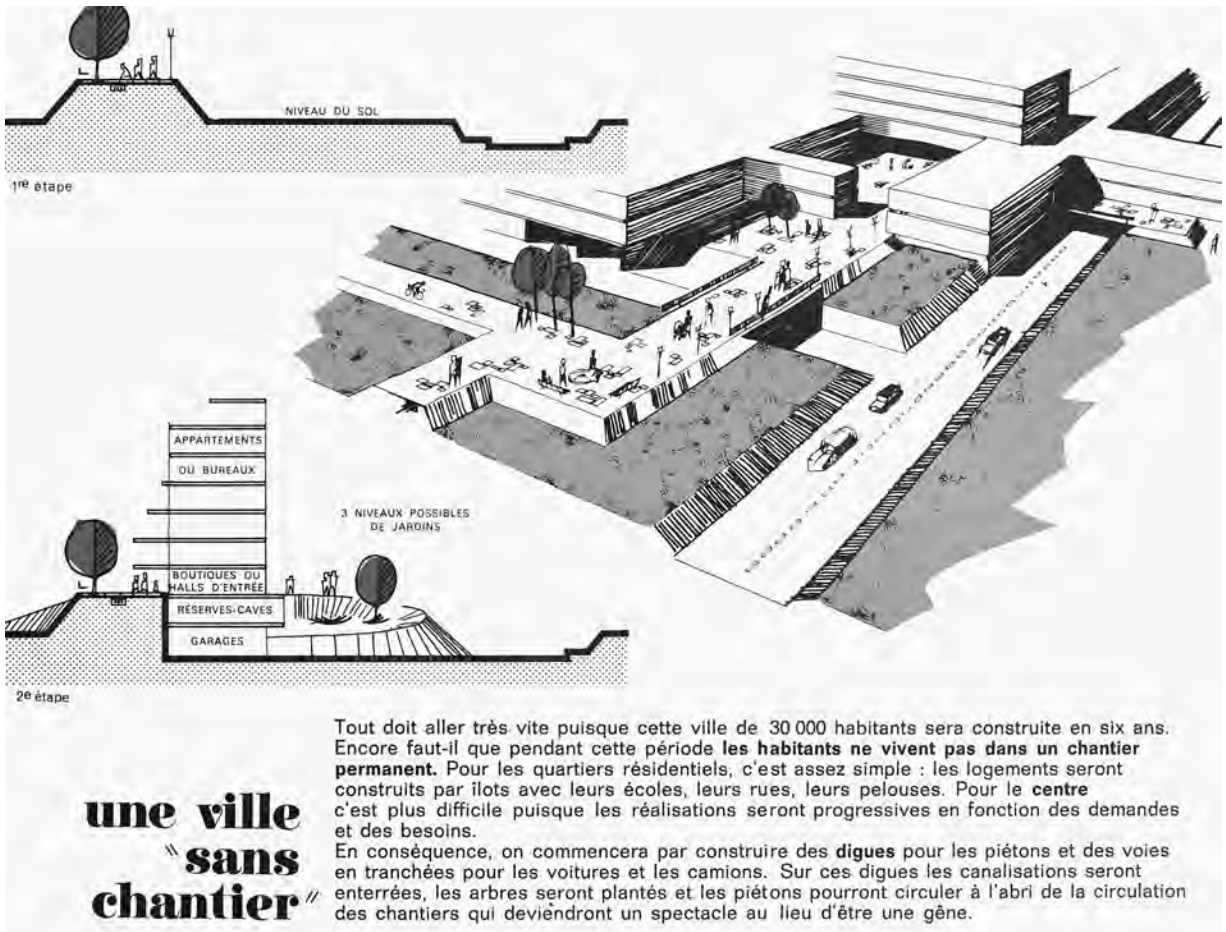 NIVEAU DU SOL
1re étape
APPARTEMENTS
OU BUREAUX
3 NIVEAUX POSSIBLES
DE JARDINS
BOUTIQUES OU
HALLS D'ENTRÉE
RÉSERVES-CAVES
GARAGES
2e étape
une ville
"sans
chantier"
Tout doit aller très vite puisque cette ville de 30 000 habitants sera construite en six ans.
Encore faut-il que pendant cette période les habitants ne vivent pas dans un chantier
permanent. Pour les quartiers résidentiels, c'est assez simple : les logements seront
construits par îlots avec leurs écoles, leurs rues, leurs pelouses. Pour le centre
c'est plus difficile puisque les réalisations seront progressives en fonction des demandes
et des besoins.
En conséquence, on commencera par construire des digues pour les piétons et des voies
en tranchées pour les voitures et les camions. Sur ces digues les canalisations seront
enterrées, les arbres seront plantés et les piétons pourront circuler à l'abri de la circulation
des chantiers qui deviendront un spectacle au lieu d'être une gêne.